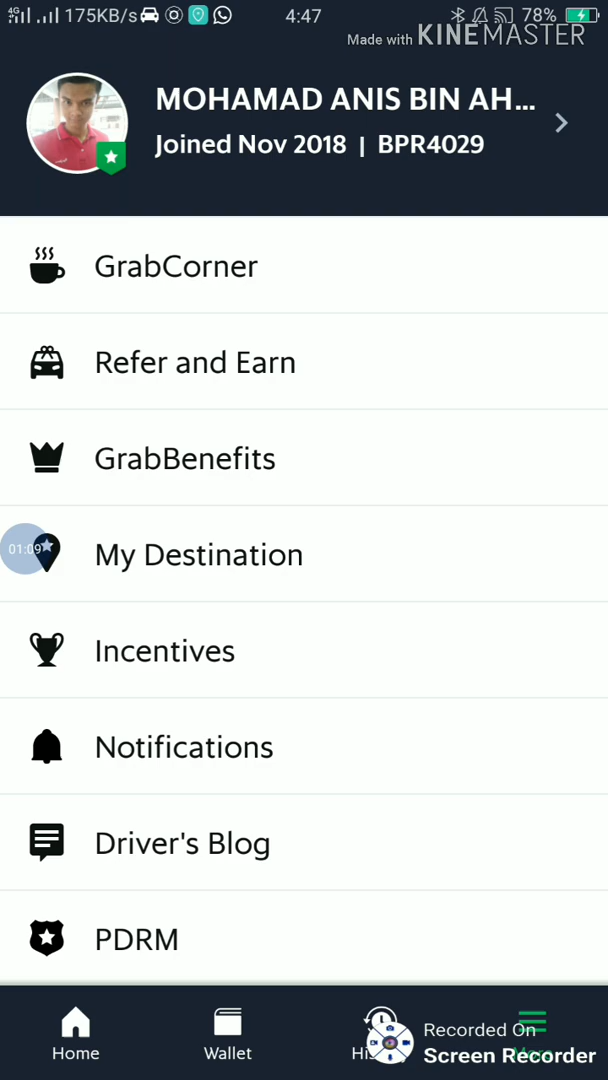 4G 175KB/s 4:47 78%
Made with KINEMASTER
MOHAMAD ANIS BIN AH...
Joined Nov 2018 | BPR4029
GrabCorner
Refer and Earn
GrabBenefits
01:09
My Destination
Incentives
Notifications
Driver's Blog
PDRM
Recorded On
Screen Recorder
Home
Wallet